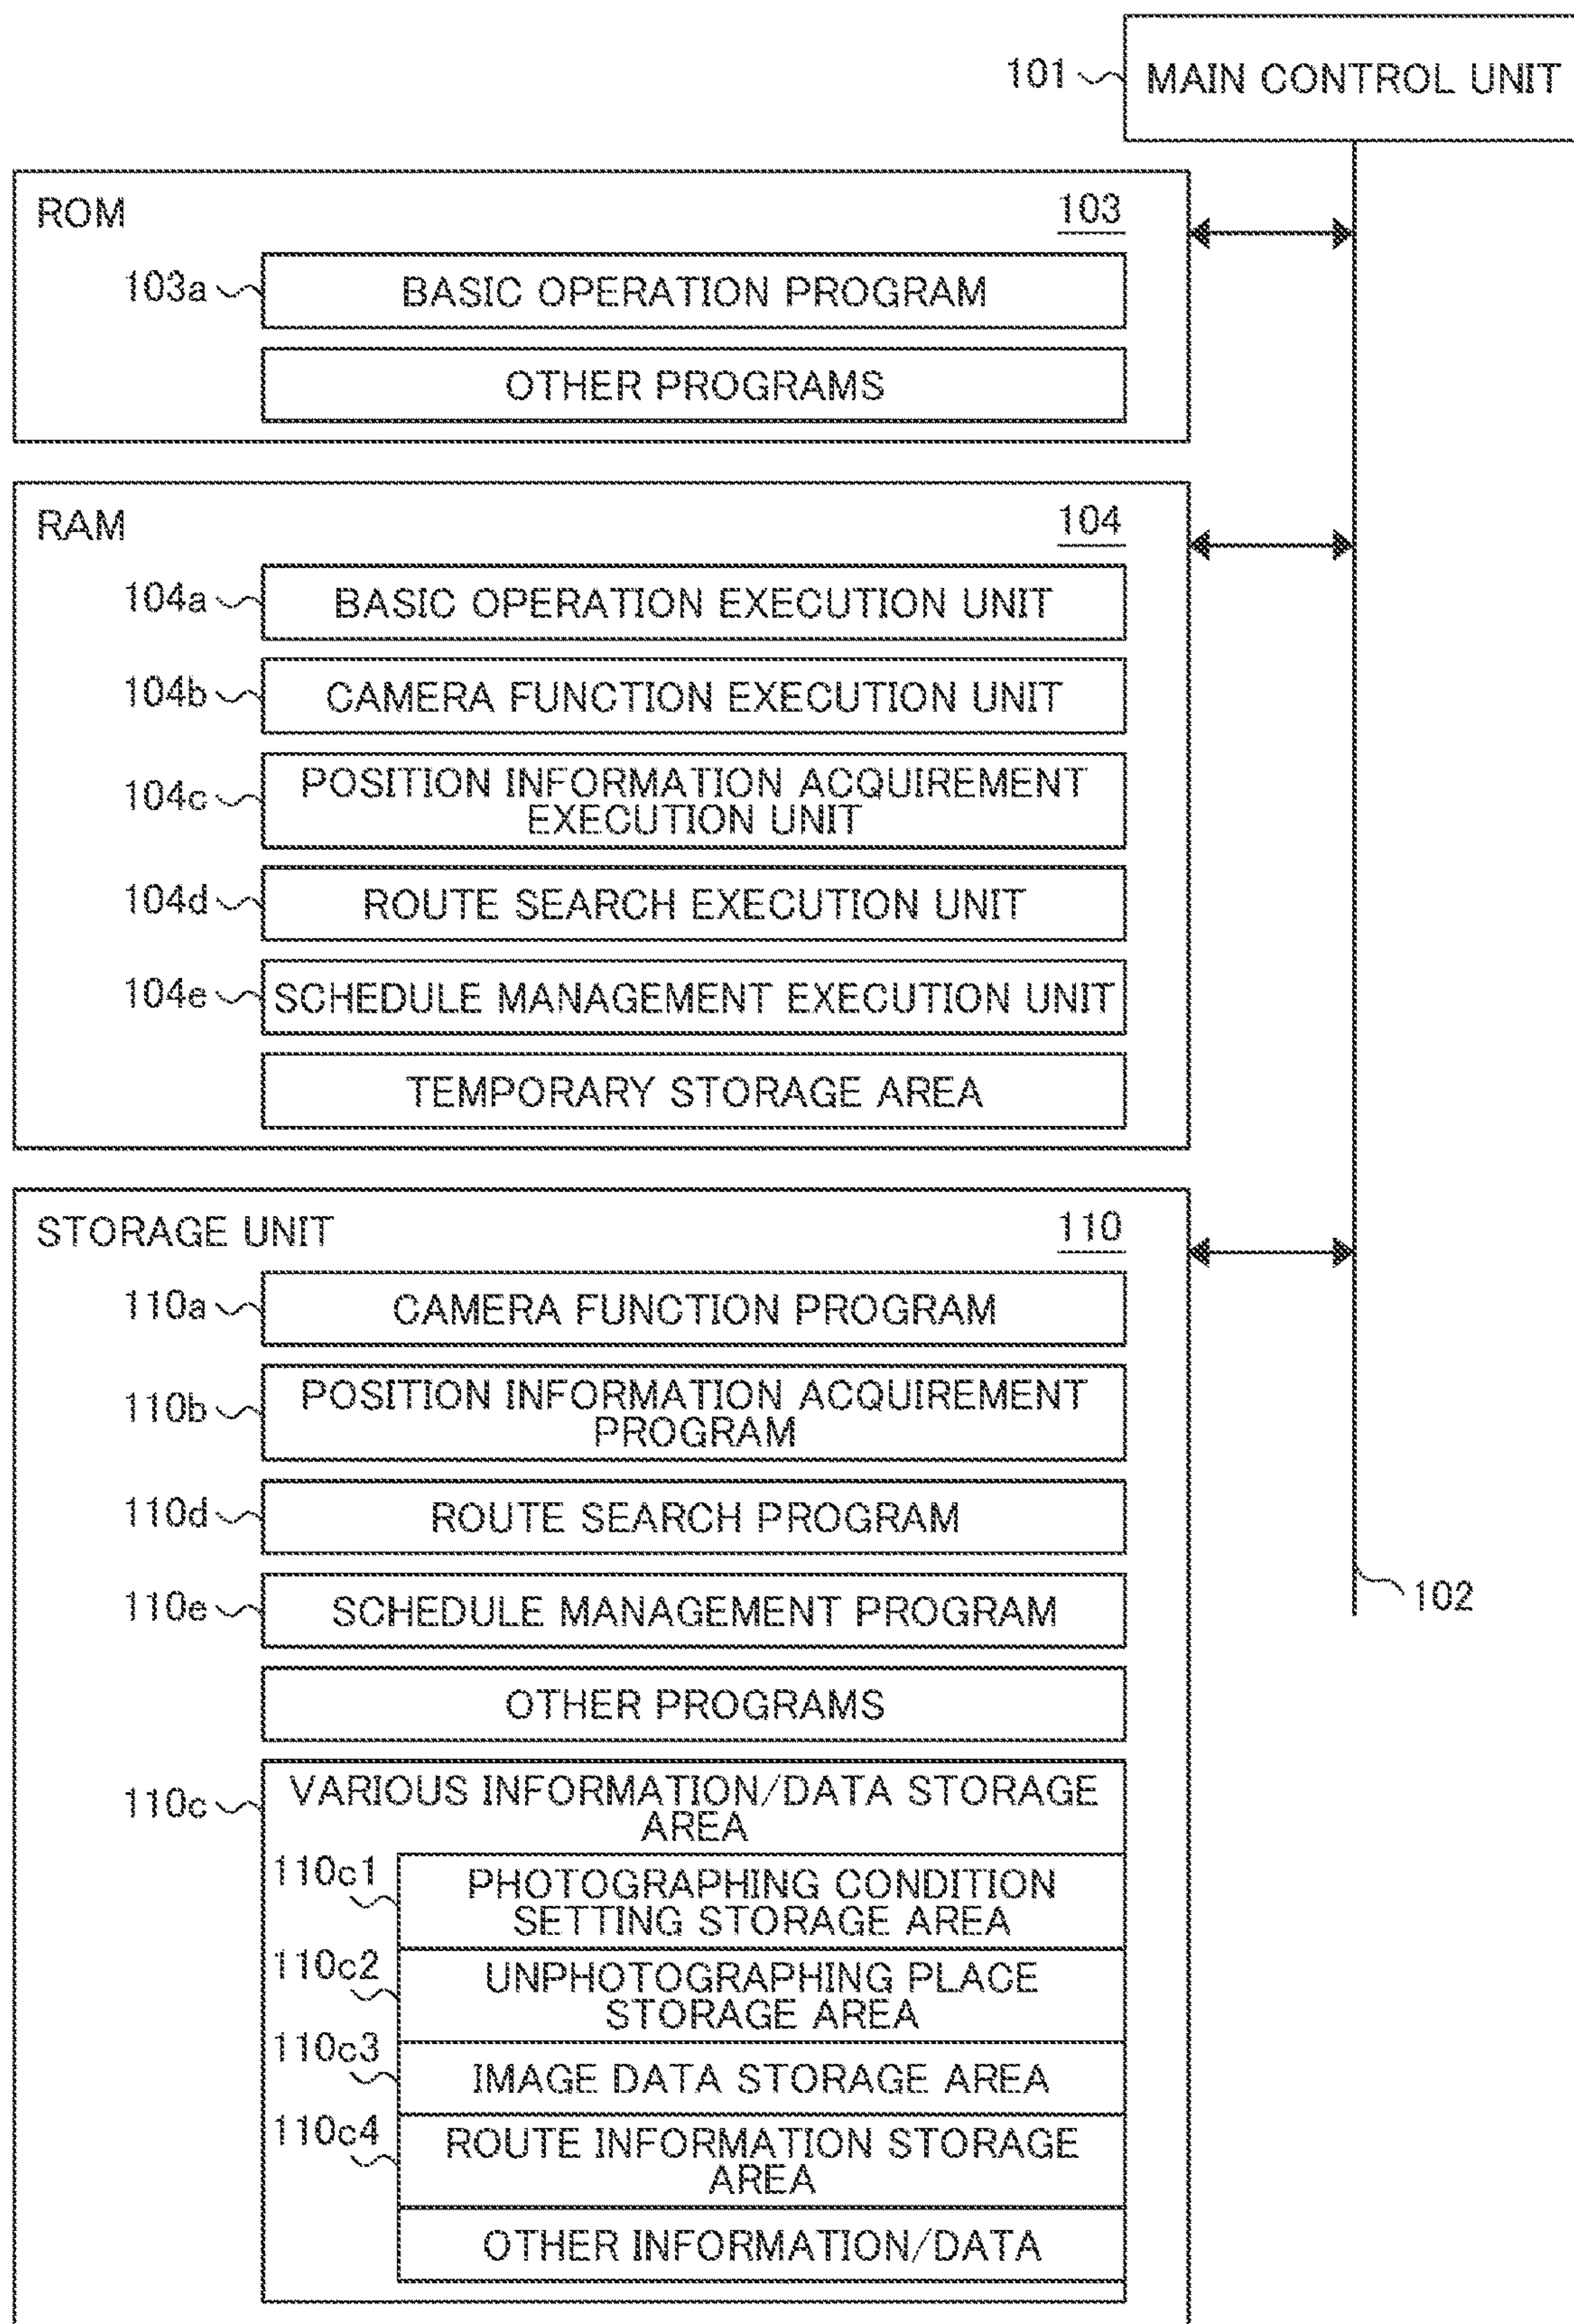 101 MAIN CONTROL UNIT
ROM 103
103a BASIC OPERATION PROGRAM
OTHER PROGRAMS
RAM 104
104a BASIC OPERATION EXECUTION UNIT
104b CAMERA FUNCTION EXECUTION UNIT
104c POSITION INFORMATION ACQUIREMENT
EXECUTION UNIT
104d ROUTE SEARCH EXECUTION UNIT
104e SCHEDULE MANAGEMENT EXECUTION UNIT
TEMPORARY STORAGE AREA
STORAGE UNIT 110
110a CAMERA FUNCTION PROGRAM
110b POSITION INFORMATION ACQUIREMENT
PROGRAM
110d ROUTE SEARCH PROGRAM
110e SCHEDULE MANAGEMENT PROGRAM
102
OTHER PROGRAMS
110c VARIOUS INFORMATION/DATA STORAGE
AREA
110c1 PHOTOGRAPHING CONDITION
SETTING STORAGE AREA
110c2 UNPHOTOGRAPHING PLACE
STORAGE AREA
110c3 IMAGE DATA STORAGE AREA
110c4 ROUTE INFORMATION STORAGE
AREA
OTHER INFORMATION/DATA